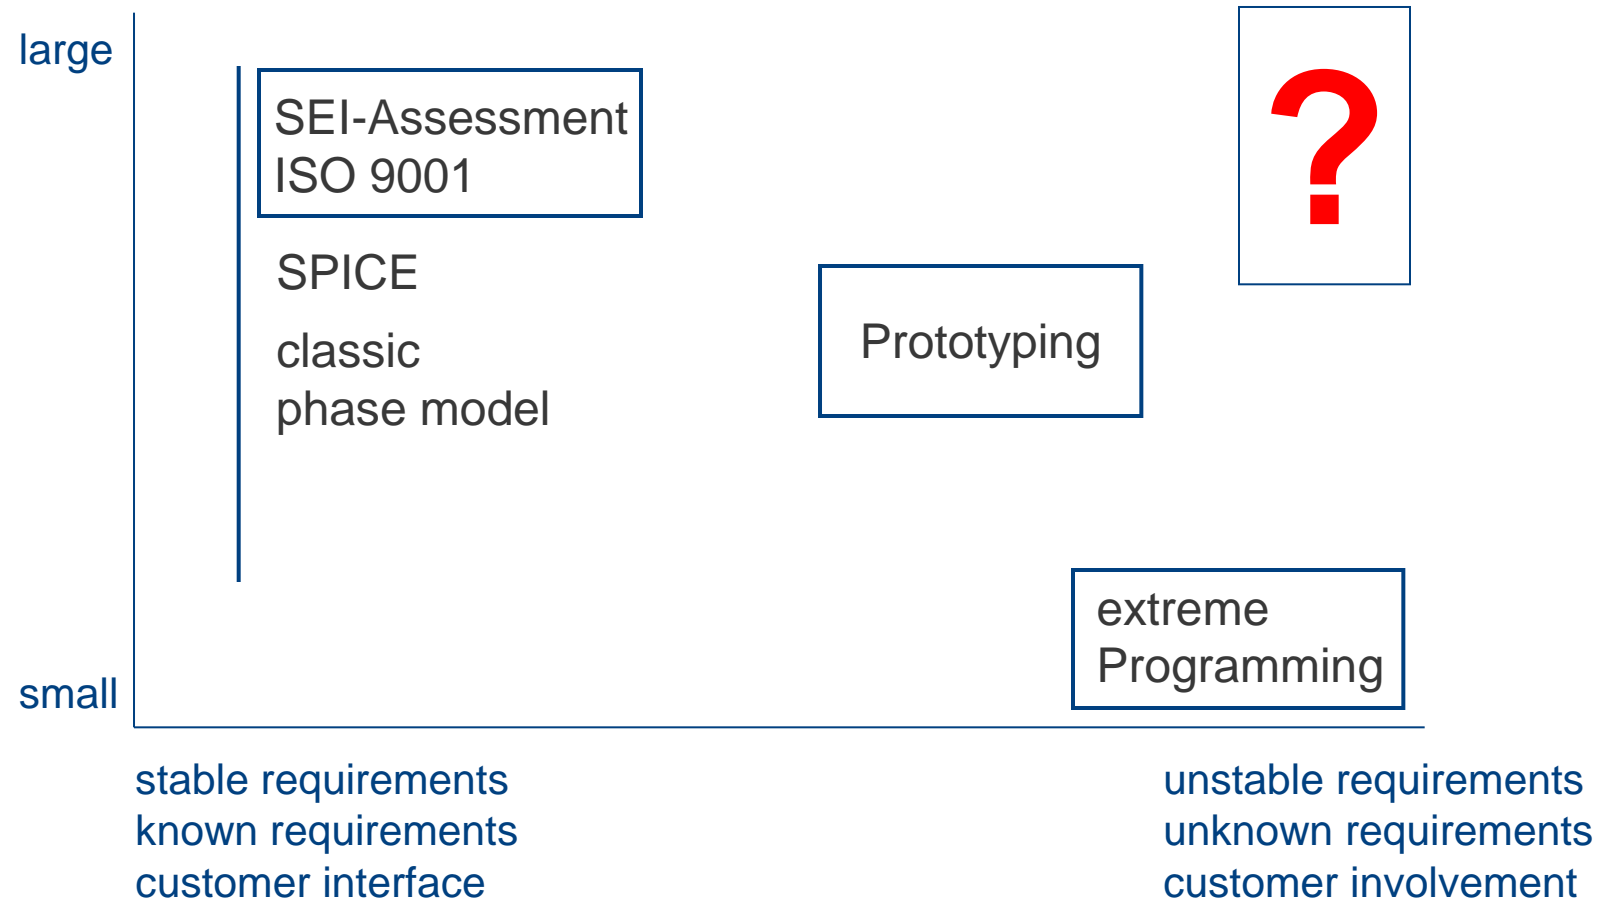 large
SEI-Assessment
ISO 9001
?
SPICE
Prototyping
classic
phase model
extreme
Programming
small
stable requirements
known requirements
customer interface
unstable requirements
unknown requirements
customer involvement